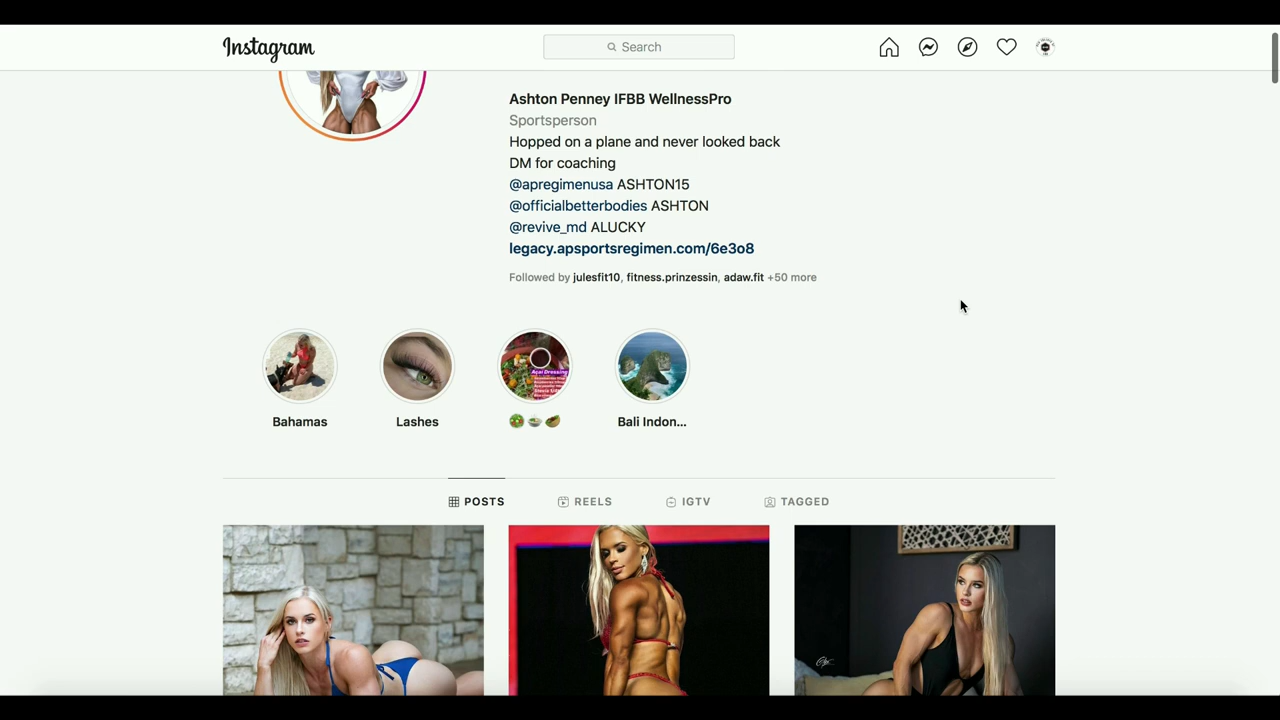 Instagram
Search
Ashton Penney IFBB WellnessPro
Sportsperson
Hopped on a plane and never looked back
DM for coaching
@apregimenusa ASHTON15
@officialbetterbodies ASHTON
@revive_md ALUCKY
legacy.apsportsregimen.com/6e3o8
Followed by julesfit10, fitness.prinzessin, adaw.fit +50 more
Açaí Dressing
Bahamas
Lashes
Bali Indon...
POSTS
REELS
IGTV
TAGGED